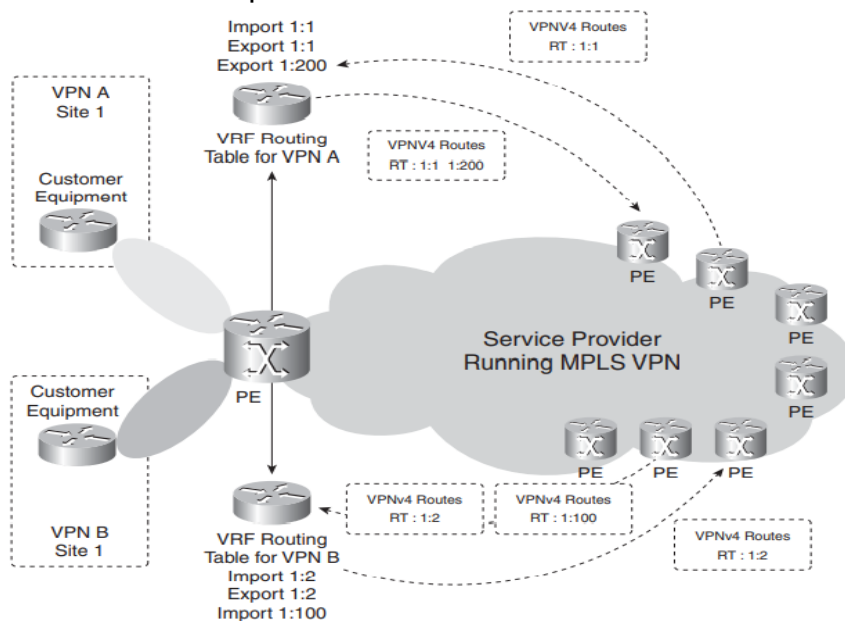 Import 1:1
Export 1:1
Export 1:200
VPNV4 Routes
RT : 1:1
VPN A
Site 1
VRF Routing
Table for VPN A
VPNV4 Routes
RT : 1:1 1:200
Customer
Equipment
PE
PE
PE
Service Provider
Running MPLS VPN
PE
Customer
Equipment
PE
PE
PE
PE
VPN B
Site 1
VPNv4 Routes
RT : 1:2
VPNv4 Routes
RT : 1:100
VPNv4 Routes
RT : 1:2
VRF Routing
Table for VPN B
Import 1:2
Export 1:2
Import 1:100